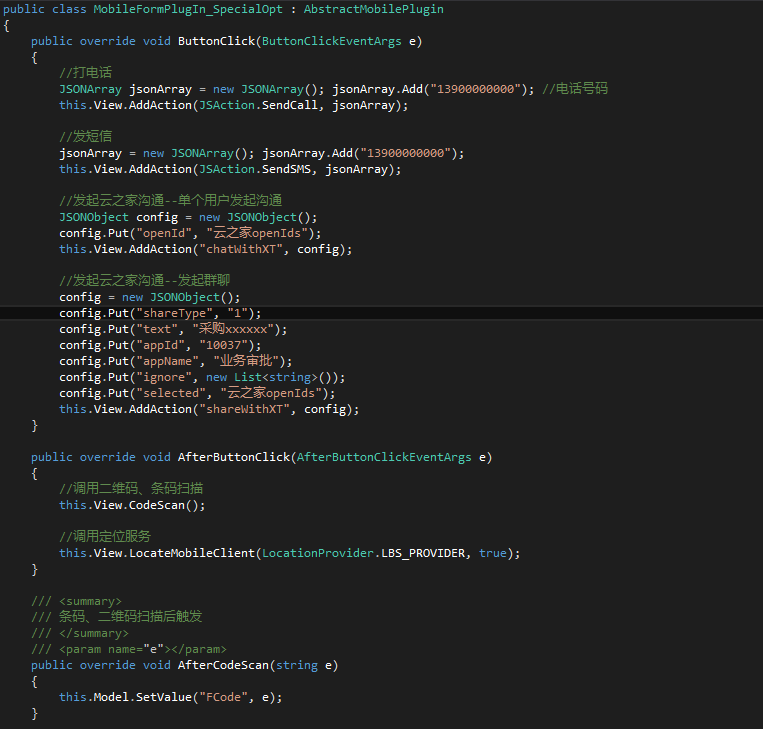 public class MobileFormPlugIn_SpecialOpt : AbstractMobilePlugin
{
    public override void ButtonClick(ButtonClickEventArgs e)
    {
        //打电话
        JSONArray jsonArray = new JSONArray(); jsonArray.Add("13900000000"); //电话号码
        this.View.AddAction(JSAction.SendCall, jsonArray);

        //发短信
        jsonArray = new JSONArray(); jsonArray.Add("13900000000");
        this.View.AddAction(JSAction.SendSMS, jsonArray);

        //发起云之家沟通--单个用户发起沟通
        JSONObject config = new JSONObject();
        config.Put("openId", "云之家openIds");
        this.View.AddAction("chatWithXT", config);

        //发起云之家沟通--发起群聊
        config = new JSONObject();
        config.Put("shareType", "1");
        config.Put("text", "采购xxxxxx");
        config.Put("appId", "10037");
        config.Put("appName", "业务审批");
        config.Put("ignore", new List<string>());
        config.Put("selected", "云之家openIds");
        this.View.AddAction("shareWithXT", config);
    }

    public override void AfterButtonClick(AfterButtonClickEventArgs e)
    {
        //调用二维码、条码扫描
        this.View.CodeScan();

        //调用定位服务
        this.View.LocateMobileClient(LocationProvider.LBS_PROVIDER, true);
    }

    /// <summary>
    /// 条码、二维码扫描后触发
    /// </summary>
    /// <param name="e"></param>
    public override void AfterCodeScan(string e)
    {
        this.Model.SetValue("FCode", e);
    }